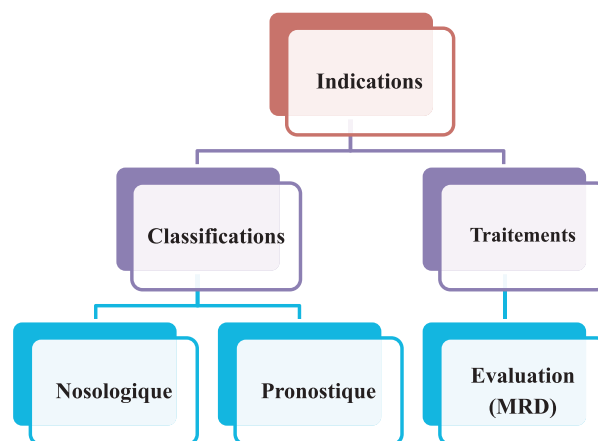 Indications
Classifications
Traitements
Nosologique
Pronostique
Evaluation
(MRD)